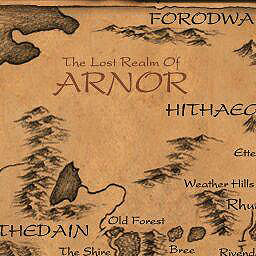 FORODWA
The Lost Realm Of
ARNOR
HITHAEG
Ette
Weather Hills
Rhu
THEDAIN
Old Forest
The Shire
Bree
Rivend